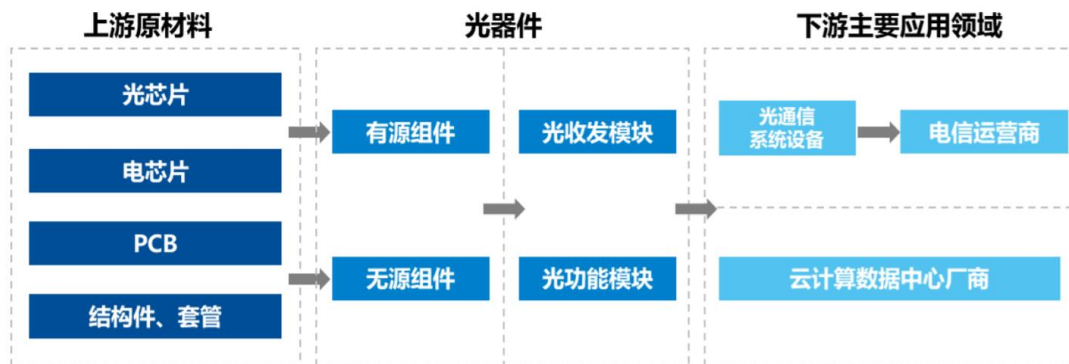 上游原材料
光器件
下游主要应用领域
光芯片
电芯片
PCB
结构件、套管
有源组件
无源组件
光收发模块
光功能模块
光通信
系统设备
电信运营商
云计算数据中心厂商